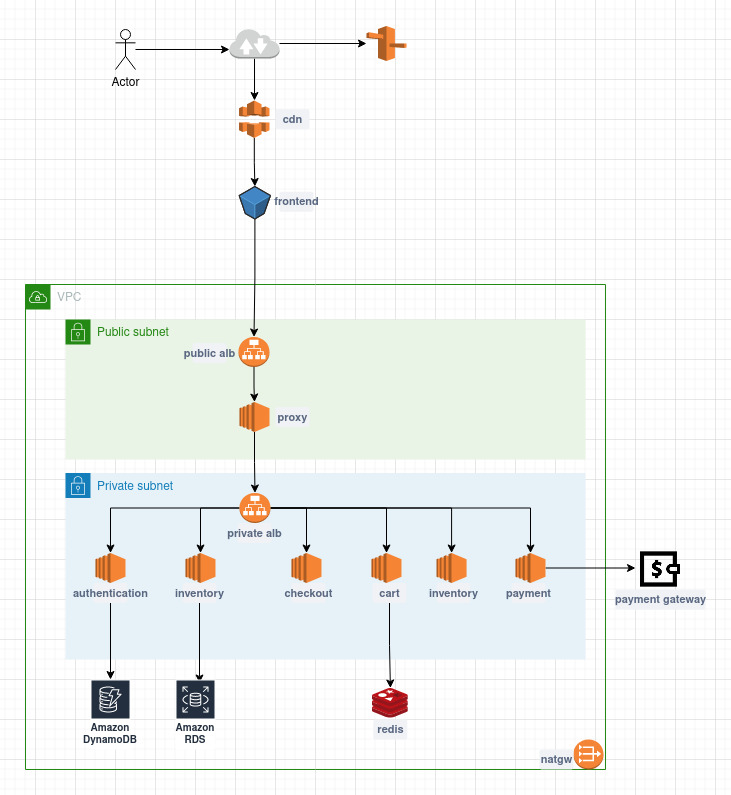 Actor
cdn
frontend
VPC
Public subnet
public alb
proxy
Private subnet
private alb
authentication
inventory
checkout
cart
inventory
payment
payment gateway
Amazon
DynamoDB
Amazon
RDS
redis
natgw